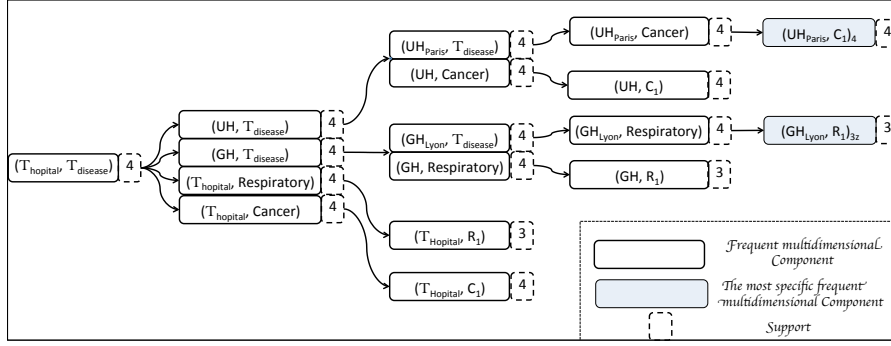 (T_hopital, T_disease) 4
(UH, T_disease) 4
(GH, T_disease) 4
(T_hopital, Respiratory) 4
(T_hopital, Cancer) 4
(UH_Paris, T_disease) 4
(UH, Cancer) 4
(GH_Lyon, T_disease) 4
(GH, Respiratory) 4
(T_Hopital, R_1) 3
(T_Hopital, C_1) 4
(UH_Paris, Cancer) 4
(UH, C_1) 4
(GH_Lyon, Respiratory) 4
(GH, R_1) 3
(UH_Paris, C_1)_4 4
(GH_Lyon, R_1)_3z 3
Frequent multidimensional
Component
The most specific frequent
multidimensional Component
Support